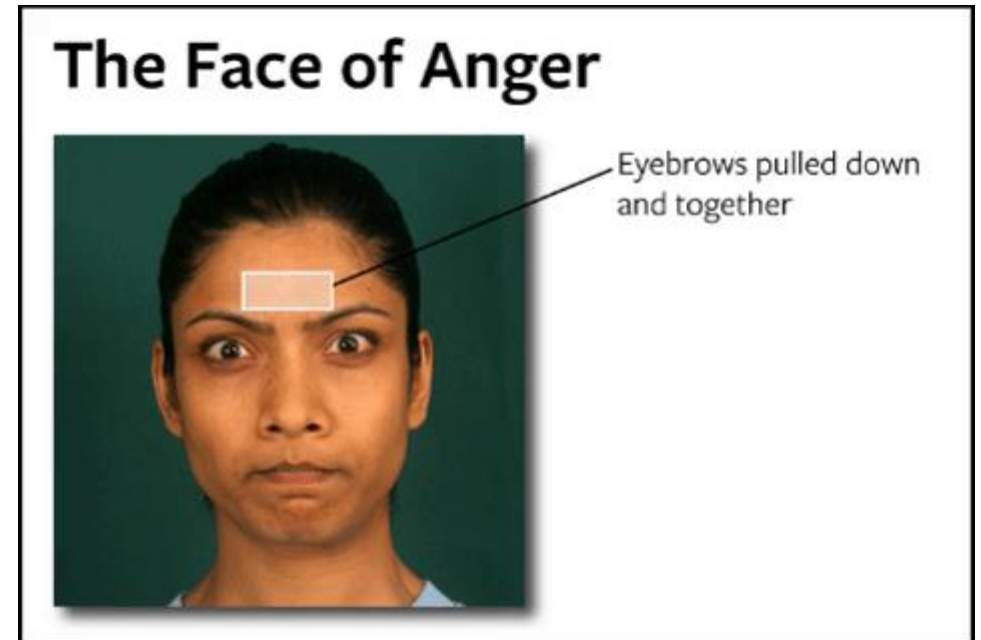 The Face of Anger
Eyebrows pulled down
and together